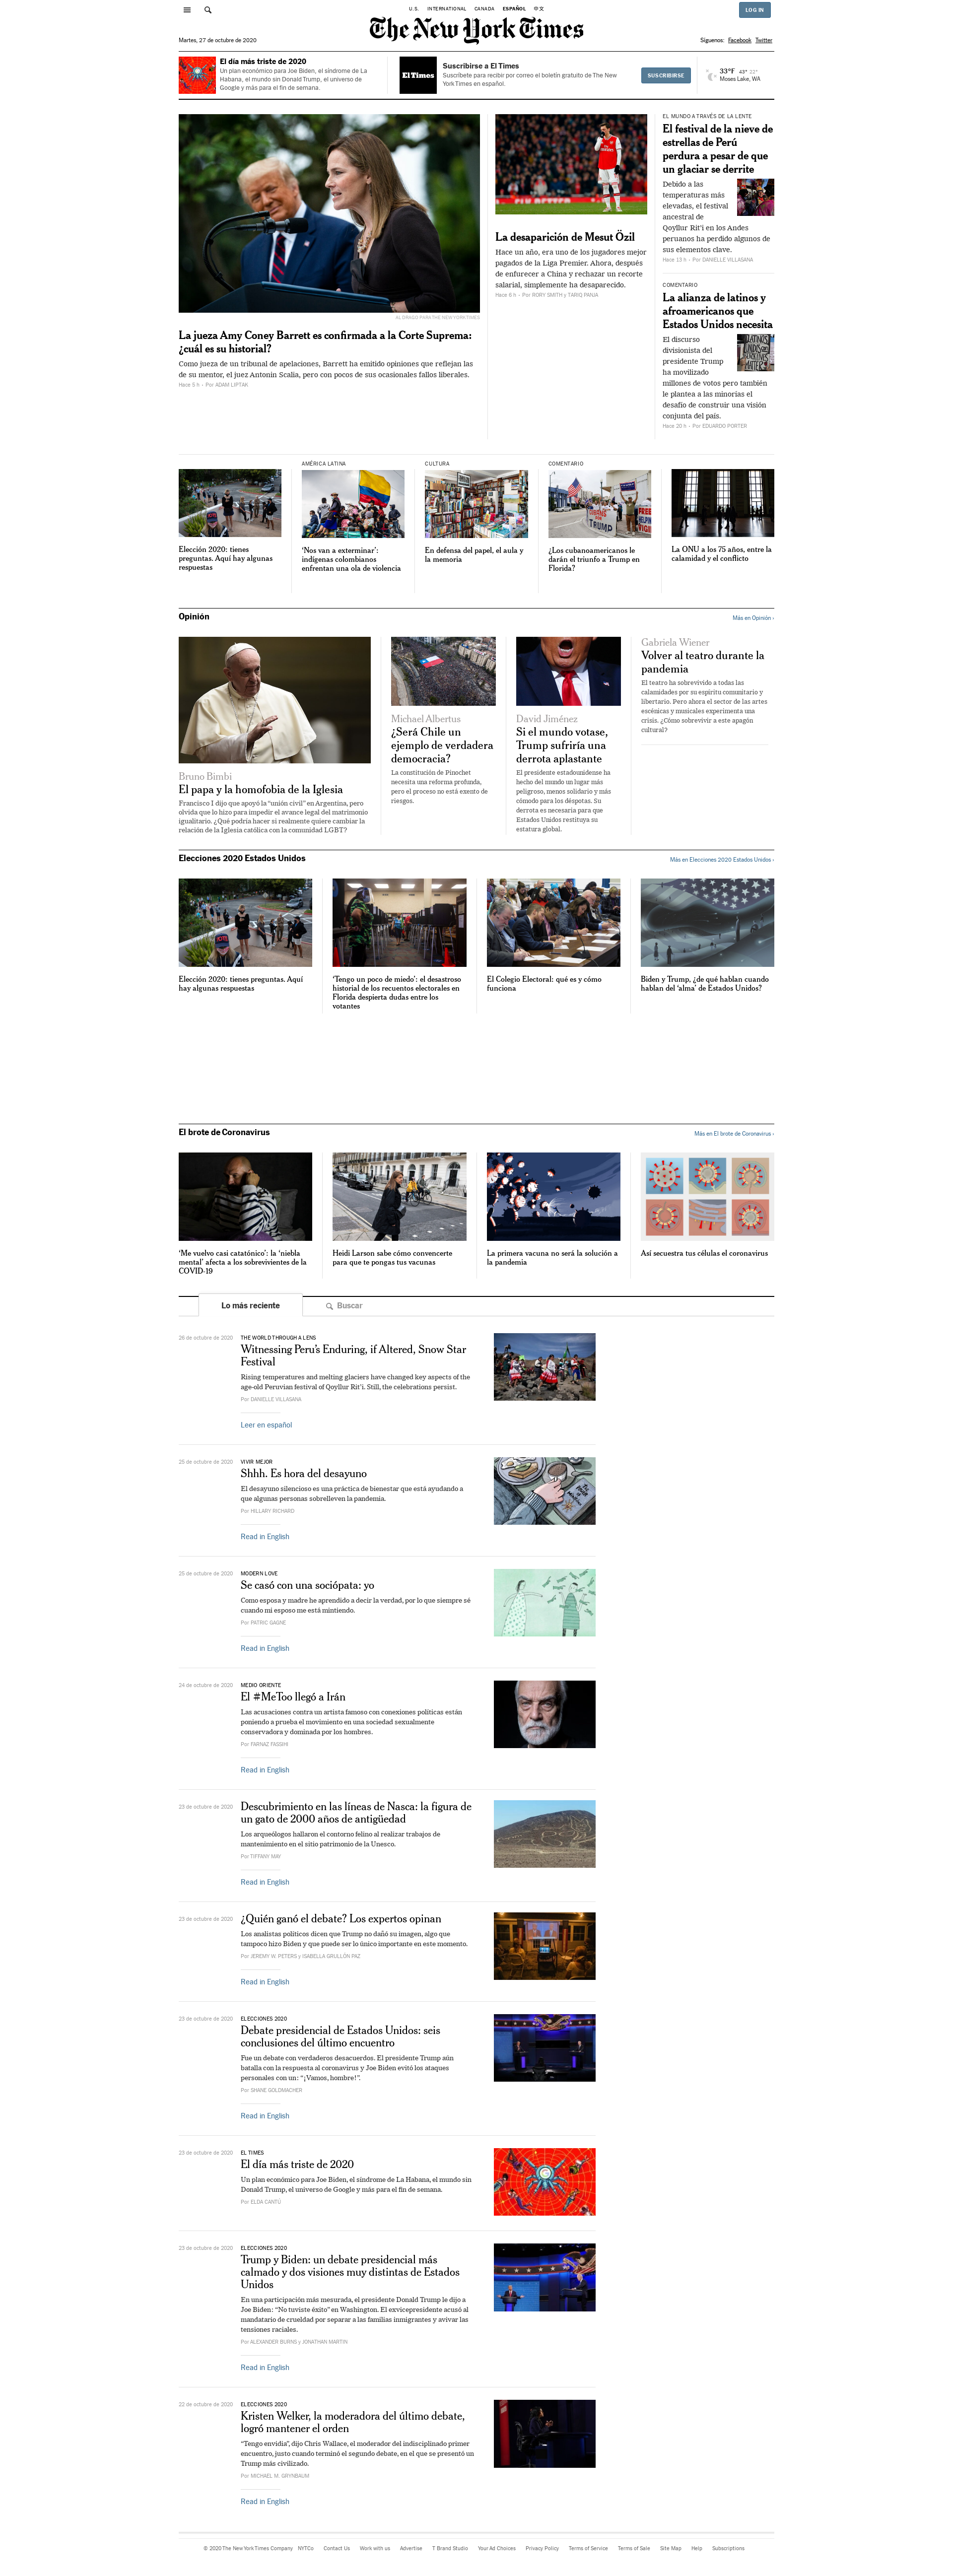 U.S. INTERNATIONAL CANADA ESPAÑOL 中文
LOG IN
The New York Times
Martes, 27 de octubre de 2020
Síguenos: Facebook Twitter
El día más triste de 2020
Un plan económico para Joe Biden, el síndrome de La
Habana, el mundo sin Donald Trump, el universo de
Google y más para el fin de semana.
El Times
Suscribirse a El Times
Suscríbete para recibir por correo el boletín gratuito de The New
York Times en español.
SUSCRIBIRSE
33°F 43° 22°
Moses Lake, WA
AL DRAGO PARA THE NEW YORK TIMES
La jueza Amy Coney Barrett es confirmada a la Corte Suprema:
¿cuál es su historial?
Como jueza de un tribunal de apelaciones, Barrett ha emitido opiniones que reflejan las
de su mentor, el juez Antonin Scalia, pero con pocos de sus ocasionales fallos liberales.
Hace 5 h • Por ADAM LIPTAK
La desaparición de Mesut Özil
Hace un año, era uno de los jugadores mejor
pagados de la Liga Premier. Ahora, después
de enfurecer a China y rechazar un recorte
salarial, simplemente ha desaparecido.
Hace 6 h • Por RORY SMITH y TARIQ PANJA
EL MUNDO A TRAVÉS DE LA LENTE
El festival de la nieve de
estrellas de Perú
perdura a pesar de que
un glaciar se derrite
Debido a las
temperaturas más
elevadas, el festival
ancestral de
Qoyllur Rit'i en los Andes
peruanos ha perdido algunos de
sus elementos clave.
Hace 13 h • Por DANIELLE VILLASANA
COMENTARIO
La alianza de latinos y
afroamericanos que
Estados Unidos necesita
El discurso
divisionista del
presidente Trump
ha movilizado
millones de votos pero también
le plantea a las minorías el
desafío de construir una visión
conjunta del país.
Hace 20 h • Por EDUARDO PORTER
Elección 2020: tienes
preguntas. Aquí hay algunas
respuestas
AMÉRICA LATINA
‘Nos van a exterminar’:
indígenas colombianos
enfrentan una ola de violencia
CULTURA
En defensa del papel, el aula y
la memoria
COMENTARIO
¿Los cubanoamericanos le
darán el triunfo a Trump en
Florida?
La ONU a los 75 años, entre la
calamidad y el conflicto
Opinión
Más en Opinión ›
Bruno Bimbi
El papa y la homofobia de la Iglesia
Francisco I dijo que apoyó la “unión civil” en Argentina, pero
olvida que lo hizo para impedir el avance legal del matrimonio
igualitario. ¿Qué podría hacer si realmente quiere cambiar la
relación de la Iglesia católica con la comunidad LGBT?
Michael Albertus
¿Será Chile un
ejemplo de verdadera
democracia?
La constitución de Pinochet
necesita una reforma profunda,
pero el proceso no está exento de
riesgos.
David Jiménez
Si el mundo votase,
Trump sufriría una
derrota aplastante
El presidente estadounidense ha
hecho del mundo un lugar más
peligroso, menos solidario y más
cómodo para los déspotas. Su
derrota es necesaria para que
Estados Unidos restituya su
estatura global.
Gabriela Wiener
Volver al teatro durante la
pandemia
El teatro ha sobrevivido a todas las
calamidades por su espíritu comunitario y
libertario. Pero ahora el sector de las artes
escénicas y musicales experimenta una
crisis. ¿Cómo sobrevivir a este apagón
cultural?
Elecciones 2020 Estados Unidos
Más en Elecciones 2020 Estados Unidos ›
Elección 2020: tienes preguntas. Aquí
hay algunas respuestas
‘Tengo un poco de miedo’: el desastroso
historial de los recuentos electorales en
Florida despierta dudas entre los
votantes
El Colegio Electoral: qué es y cómo
funciona
Biden y Trump, ¿de qué hablan cuando
hablan del ‘alma’ de Estados Unidos?
El brote de Coronavirus
Más en El brote de Coronavirus ›
‘Me vuelvo casi catatónico’: la ‘niebla
mental’ afecta a los sobrevivientes de la
COVID-19
Heidi Larson sabe cómo convencerte
para que te pongas tus vacunas
La primera vacuna no será la solución a
la pandemia
Así secuestra tus células el coronavirus
Lo más reciente
Buscar
26 de octubre de 2020
THE WORLD THROUGH A LENS
Witnessing Peru’s Enduring, if Altered, Snow Star
Festival
Rising temperatures and melting glaciers have changed key aspects of the
age-old Peruvian festival of Qoyllur Rit’i. Still, the celebrations persist.
Por DANIELLE VILLASANA
Leer en español
25 de octubre de 2020
VIVIR MEJOR
Shhh. Es hora del desayuno
El desayuno silencioso es una práctica de bienestar que está ayudando a
que algunas personas sobrelleven la pandemia.
Por HILLARY RICHARD
Read in English
25 de octubre de 2020
MODERN LOVE
Se casó con una sociópata: yo
Como esposa y madre he aprendido a decir la verdad, por lo que siempre sé
cuando mi esposo me está mintiendo.
Por PATRIC GAGNE
Read in English
24 de octubre de 2020
MEDIO ORIENTE
El #MeToo llegó a Irán
Las acusaciones contra un artista famoso con conexiones políticas están
poniendo a prueba el movimiento en una sociedad sexualmente
conservadora y dominada por los hombres.
Por FARNAZ FASSIHI
Read in English
23 de octubre de 2020
Descubrimiento en las líneas de Nasca: la figura de
un gato de 2000 años de antigüedad
Los arqueólogos hallaron el contorno felino al realizar trabajos de
mantenimiento en el sitio patrimonio de la Unesco.
Por TIFFANY MAY
Read in English
23 de octubre de 2020
¿Quién ganó el debate? Los expertos opinan
Los analistas políticos dicen que Trump no dañó su imagen, algo que
tampoco hizo Biden y que puede ser lo único importante en este momento.
Por JEREMY W. PETERS y ISABELLA GRULLÓN PAZ
Read in English
23 de octubre de 2020
ELECCIONES 2020
Debate presidencial de Estados Unidos: seis
conclusiones del último encuentro
Fue un debate con verdaderos desacuerdos. El presidente Trump aún
batalla con la respuesta al coronavirus y Joe Biden evitó los ataques
personales con un: “¡Vamos, hombre!”.
Por SHANE GOLDMACHER
Read in English
23 de octubre de 2020
EL TIMES
El día más triste de 2020
Un plan económico para Joe Biden, el síndrome de La Habana, el mundo sin
Donald Trump, el universo de Google y más para el fin de semana.
Por ELDA CANTÚ
23 de octubre de 2020
ELECCIONES 2020
Trump y Biden: un debate presidencial más
calmado y dos visiones muy distintas de Estados
Unidos
En una participación más mesurada, el presidente Donald Trump le dijo a
Joe Biden: “No tuviste éxito” en Washington. El exvicepresidente acusó al
mandatario de crueldad por separar a las familias inmigrantes y avivar las
tensiones raciales.
Por ALEXANDER BURNS y JONATHAN MARTIN
Read in English
22 de octubre de 2020
ELECCIONES 2020
Kristen Welker, la moderadora del último debate,
logró mantener el orden
“Tengo envidia”, dijo Chris Wallace, el moderador del indisciplinado primer
encuentro, justo cuando terminó el segundo debate, en el que se presentó un
Trump más civilizado.
Por MICHAEL M. GRYNBAUM
Read in English
© 2020 The New York Times Company NYTCo Contact Us Work with us Advertise T Brand Studio Your Ad Choices Privacy Policy Terms of Service Terms of Sale Site Map Help Subscriptions